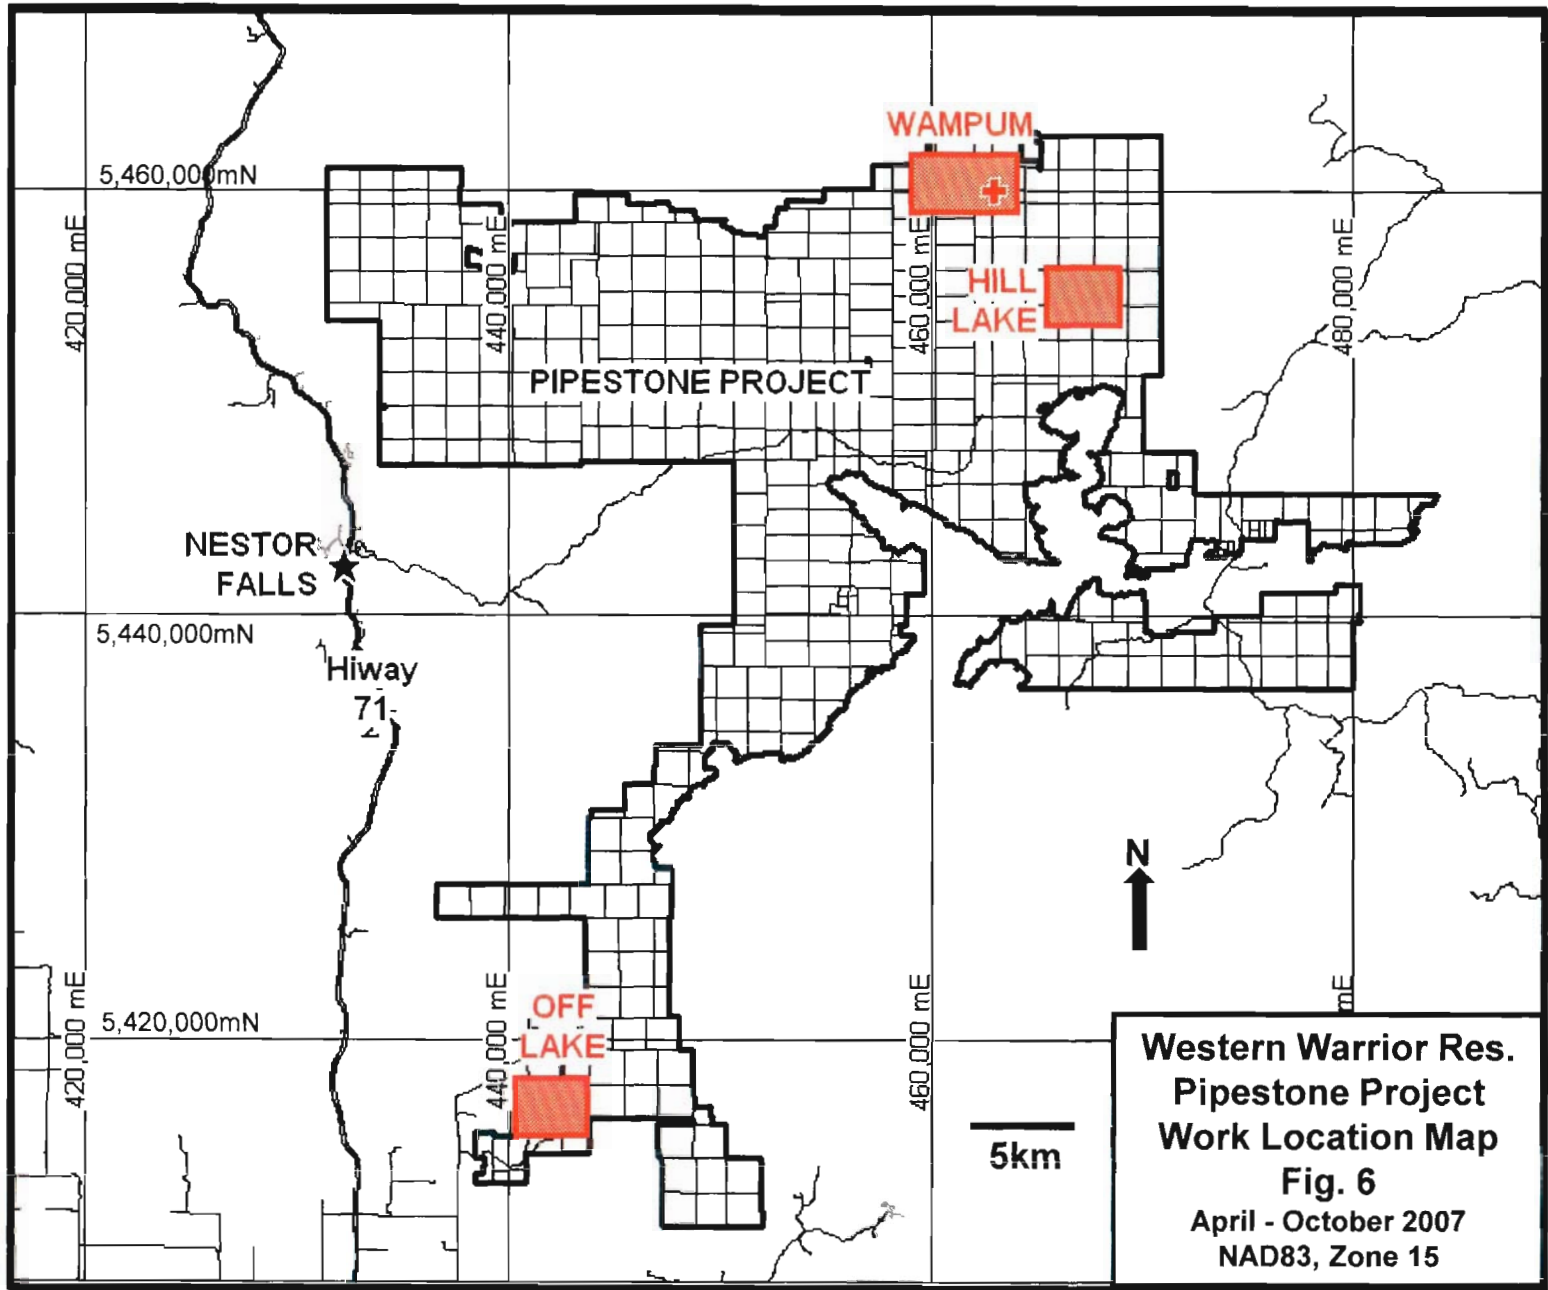 WAMPUM
5,460,000mN
420,000 mE
440,000 mE
460,000 mE
480,000 mE
HILL
LAKE
PIPESTONE PROJECT
NESTOR
FALLS
5,440,000mN
Hiway
71
N
OFF
LAKE
5,420,000mN
420,000 mE
440,000 mE
460,000 mE
mE
5km
Western Warrior Res.
Pipestone Project
Work Location Map
Fig. 6
April - October 2007
NAD83, Zone 15